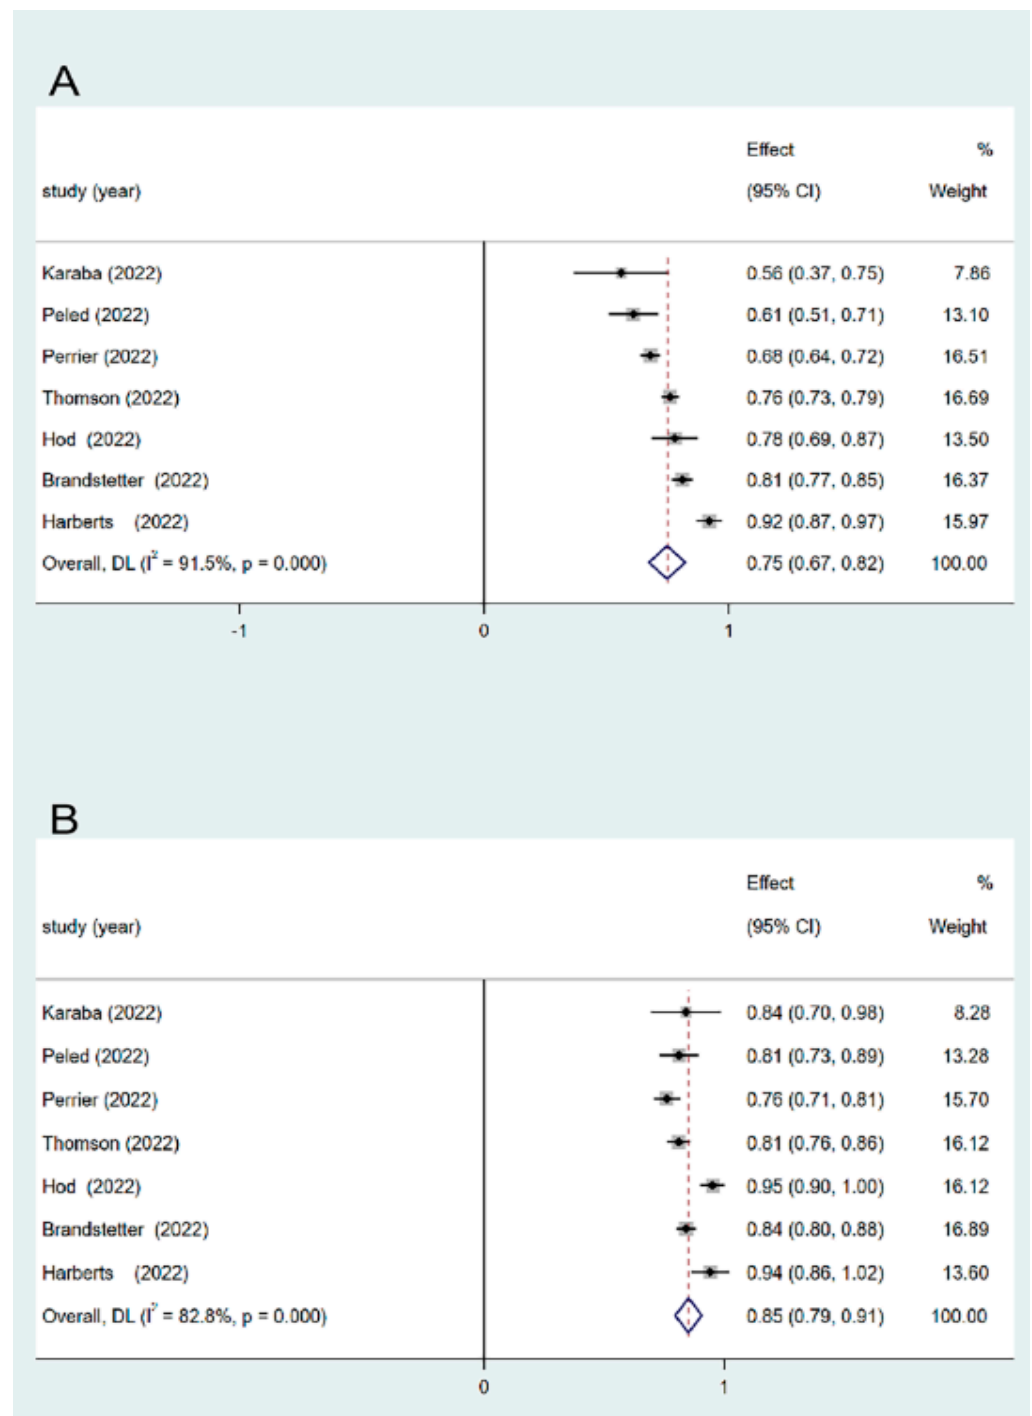 A
Effect %
study (year) (95% CI) Weight
Karaba (2022) 0.56 (0.37, 0.75) 7.86
Peled (2022) 0.61 (0.51, 0.71) 13.10
Perrier (2022) 0.68 (0.64, 0.72) 16.51
Thomson (2022) 0.76 (0.73, 0.79) 16.69
Hod (2022) 0.78 (0.69, 0.87) 13.50
Brandstetter (2022) 0.81 (0.77, 0.85) 16.37
Harberts (2022) 0.92 (0.87, 0.97) 15.97
Overall, DL (I² = 91.5%, p = 0.000) 0.75 (0.67, 0.82) 100.00
-1 0 1
B
Effect %
study (year) (95% CI) Weight
Karaba (2022) 0.84 (0.70, 0.98) 8.28
Peled (2022) 0.81 (0.73, 0.89) 13.28
Perrier (2022) 0.76 (0.71, 0.81) 15.70
Thomson (2022) 0.81 (0.76, 0.86) 16.12
Hod (2022) 0.95 (0.90, 1.00) 16.12
Brandstetter (2022) 0.84 (0.80, 0.88) 16.89
Harberts (2022) 0.94 (0.86, 1.02) 13.60
Overall, DL (I² = 82.8%, p = 0.000) 0.85 (0.79, 0.91) 100.00
0 1